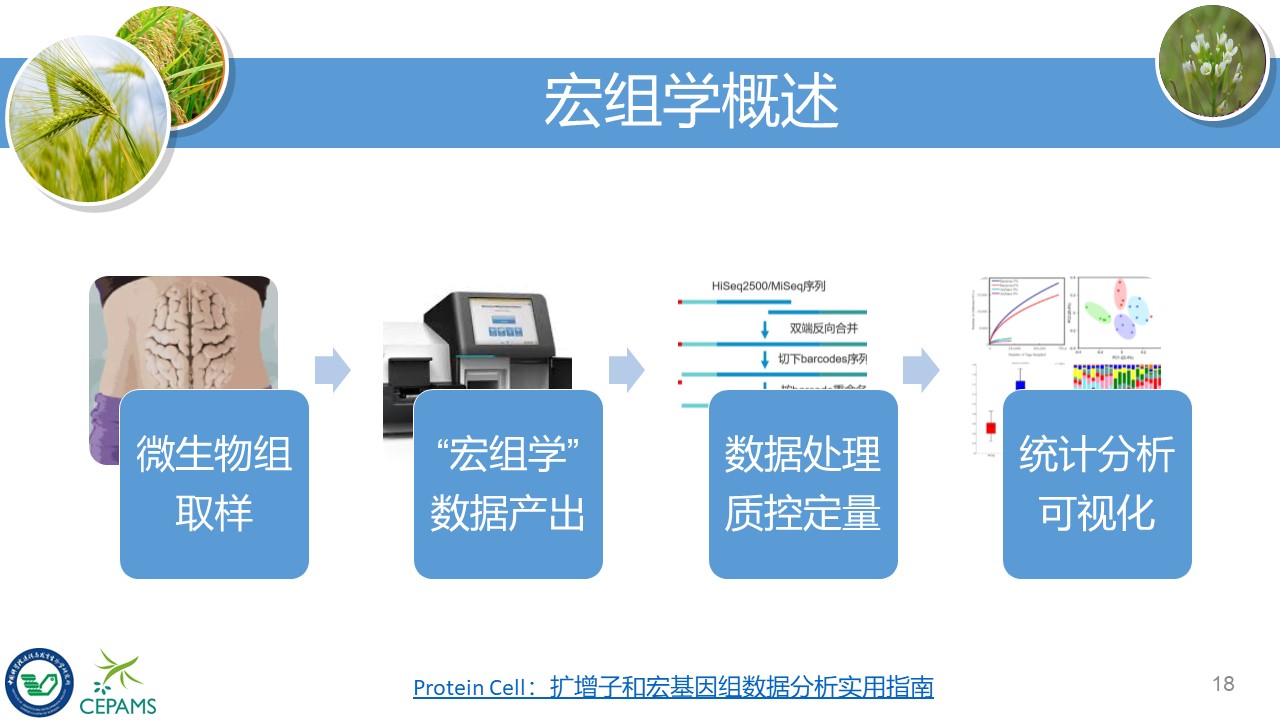 宏组学概述
HiSeq2500/MiSeq序列
双端反向合并
切下barcodes序列
微生物组
取样
“宏组学”
数据产出
数据处理
质控定量
统计分析
可视化
CEPAMS
Protein Cell：扩增子和宏基因组数据分析实用指南
18